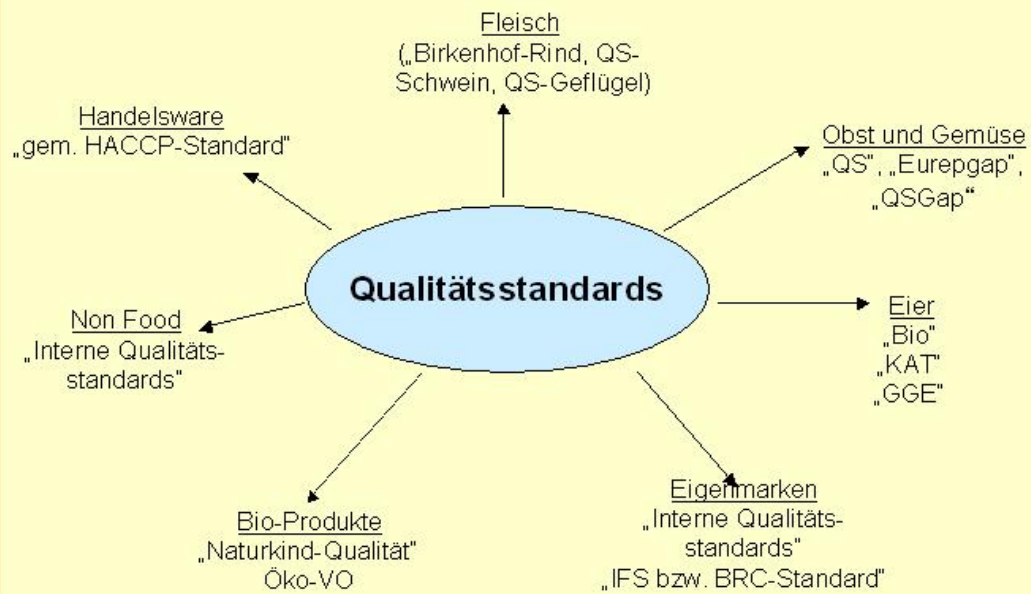 Fleisch
(„Birkenhof-Rind, QS-
Schwein, QS-Geflügel)
Handelsware
„gem. HACCP-Standard"
Obst und Gemüse
„QS", „Eurepgap",
„QSGap“
Qualitätsstandards
Non Food
„Interne Qualitäts-
standards"
Eier
„Bio"
„KAT"
„GGE"
Bio-Produkte
„Naturkind-Qualität"
Öko-VO
Eigenmarken
„Interne Qualitäts-
standards"
„IFS bzw. BRC-Standard"